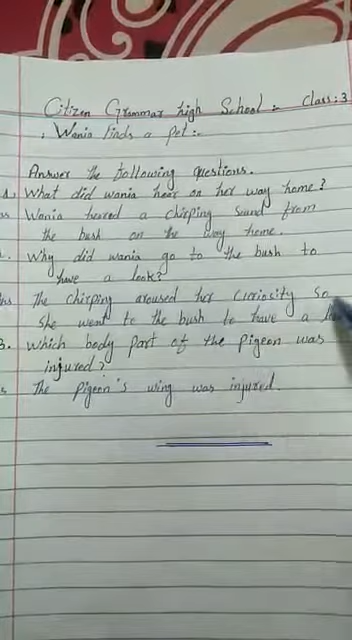 Citizen Grammar high School :- Class:3
: Wania finds a pet :-
Answer the following questions.
1. What did wania hear on her way home?
ns Wania heared a chirping sound from
the bush on the way home.
2. Why did wania go to the bush to
have a look?
Ans The chirping aroused her curiosity so
she went to the bush to have a
3. Which body part of the pigeon was
injured?
The pigeon's wing was injured.